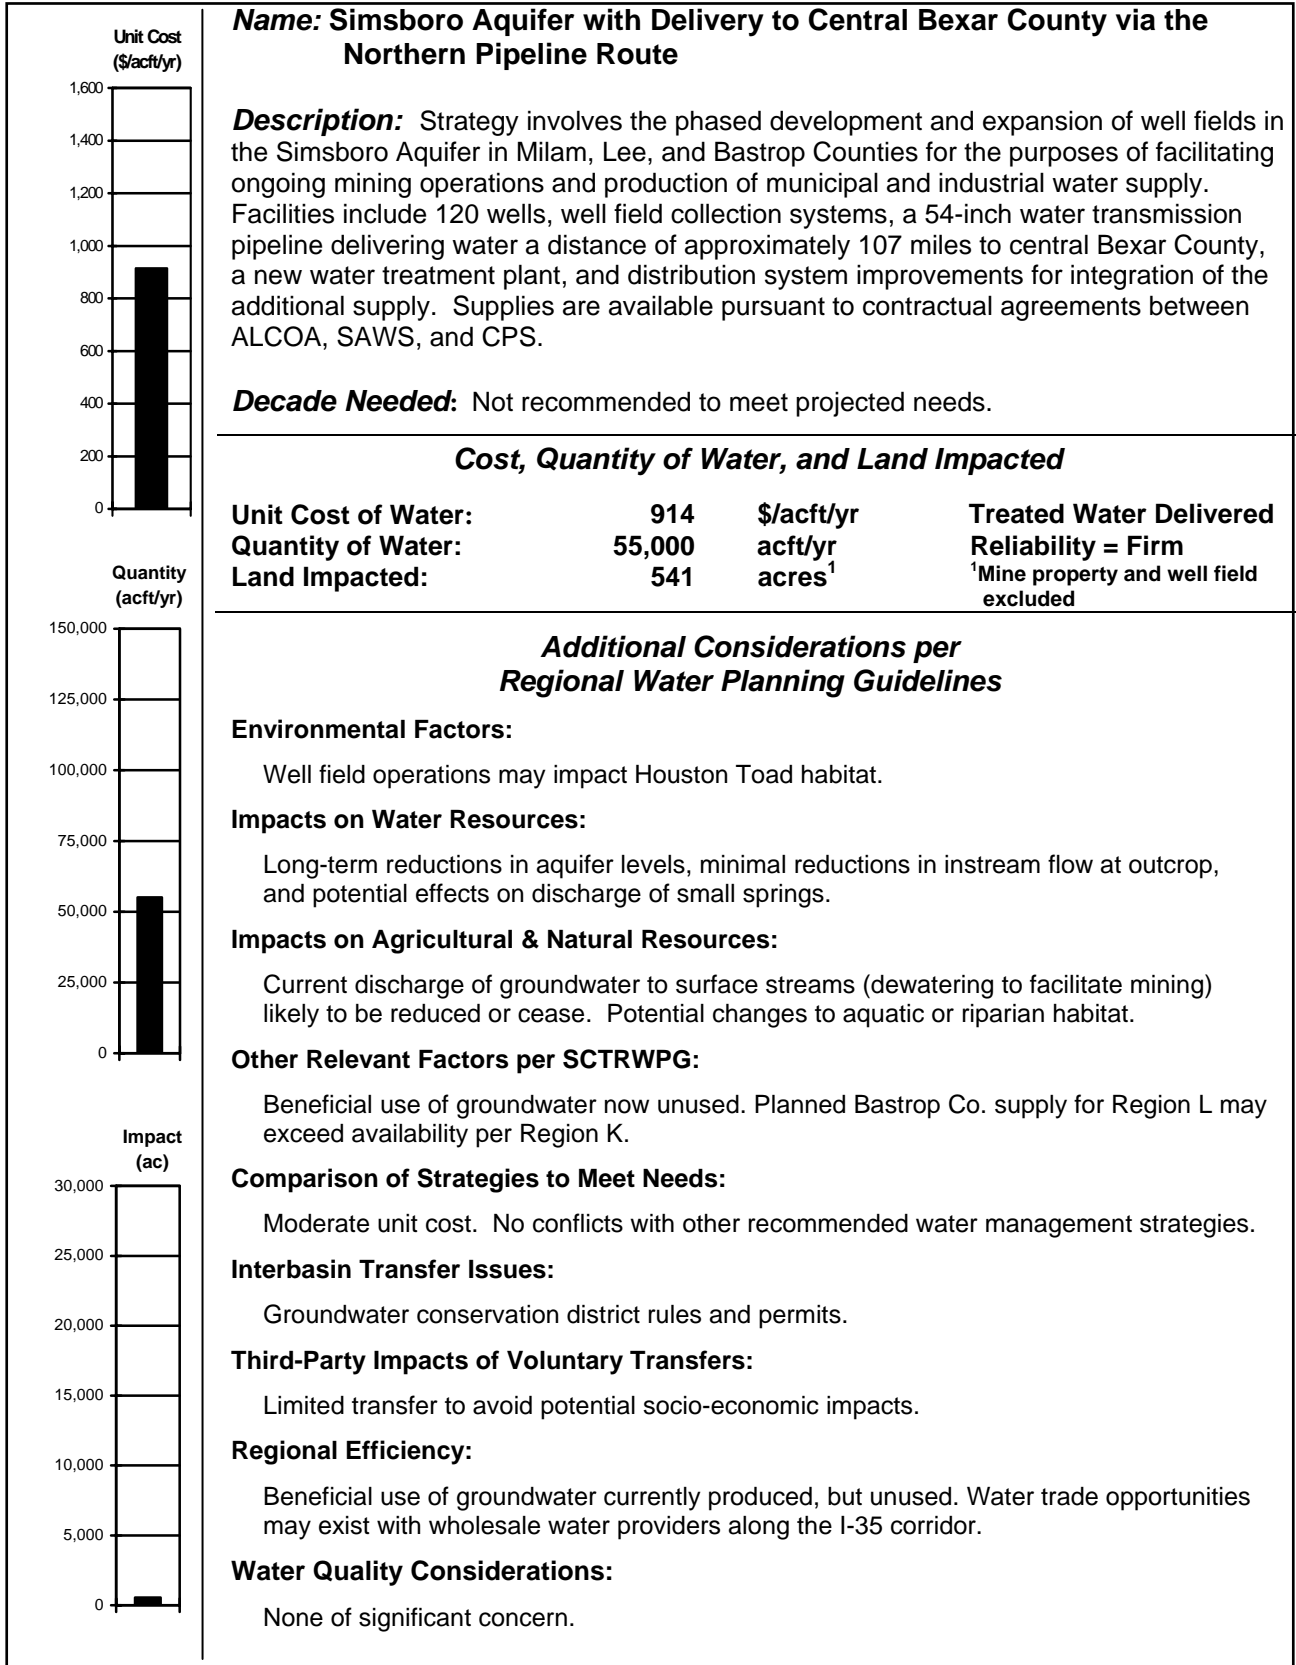 Unit Cost
($/acft/yr)
1,600
1,400
1,200
1,000
800
600
400
200
0
Quantity
(acft/yr)
150,000
125,000
100,000
75,000
50,000
25,000
0
Impact
(ac)
30,000
25,000
20,000
15,000
10,000
5,000
0
Name: Simsboro Aquifer with Delivery to Central Bexar County via the
Northern Pipeline Route
Description: Strategy involves the phased development and expansion of well fields in
the Simsboro Aquifer in Milam, Lee, and Bastrop Counties for the purposes of facilitating
ongoing mining operations and production of municipal and industrial water supply.
Facilities include 120 wells, well field collection systems, a 54-inch water transmission
pipeline delivering water a distance of approximately 107 miles to central Bexar County,
a new water treatment plant, and distribution system improvements for integration of the
additional supply. Supplies are available pursuant to contractual agreements between
ALCOA, SAWS, and CPS.
Decade Needed: Not recommended to meet projected needs.
Cost, Quantity of Water, and Land Impacted
Unit Cost of Water: 914 $/acft/yr Treated Water Delivered
Quantity of Water: 55,000 acft/yr Reliability = Firm
Land Impacted: 541 acres1 1Mine property and well field
excluded
Additional Considerations per
Regional Water Planning Guidelines
Environmental Factors:
Well field operations may impact Houston Toad habitat.
Impacts on Water Resources:
Long-term reductions in aquifer levels, minimal reductions in instream flow at outcrop,
and potential effects on discharge of small springs.
Impacts on Agricultural & Natural Resources:
Current discharge of groundwater to surface streams (dewatering to facilitate mining)
likely to be reduced or cease. Potential changes to aquatic or riparian habitat.
Other Relevant Factors per SCTRWPG:
Beneficial use of groundwater now unused. Planned Bastrop Co. supply for Region L may
exceed availability per Region K.
Comparison of Strategies to Meet Needs:
Moderate unit cost. No conflicts with other recommended water management strategies.
Interbasin Transfer Issues:
Groundwater conservation district rules and permits.
Third-Party Impacts of Voluntary Transfers:
Limited transfer to avoid potential socio-economic impacts.
Regional Efficiency:
Beneficial use of groundwater currently produced, but unused. Water trade opportunities
may exist with wholesale water providers along the I-35 corridor.
Water Quality Considerations:
None of significant concern.